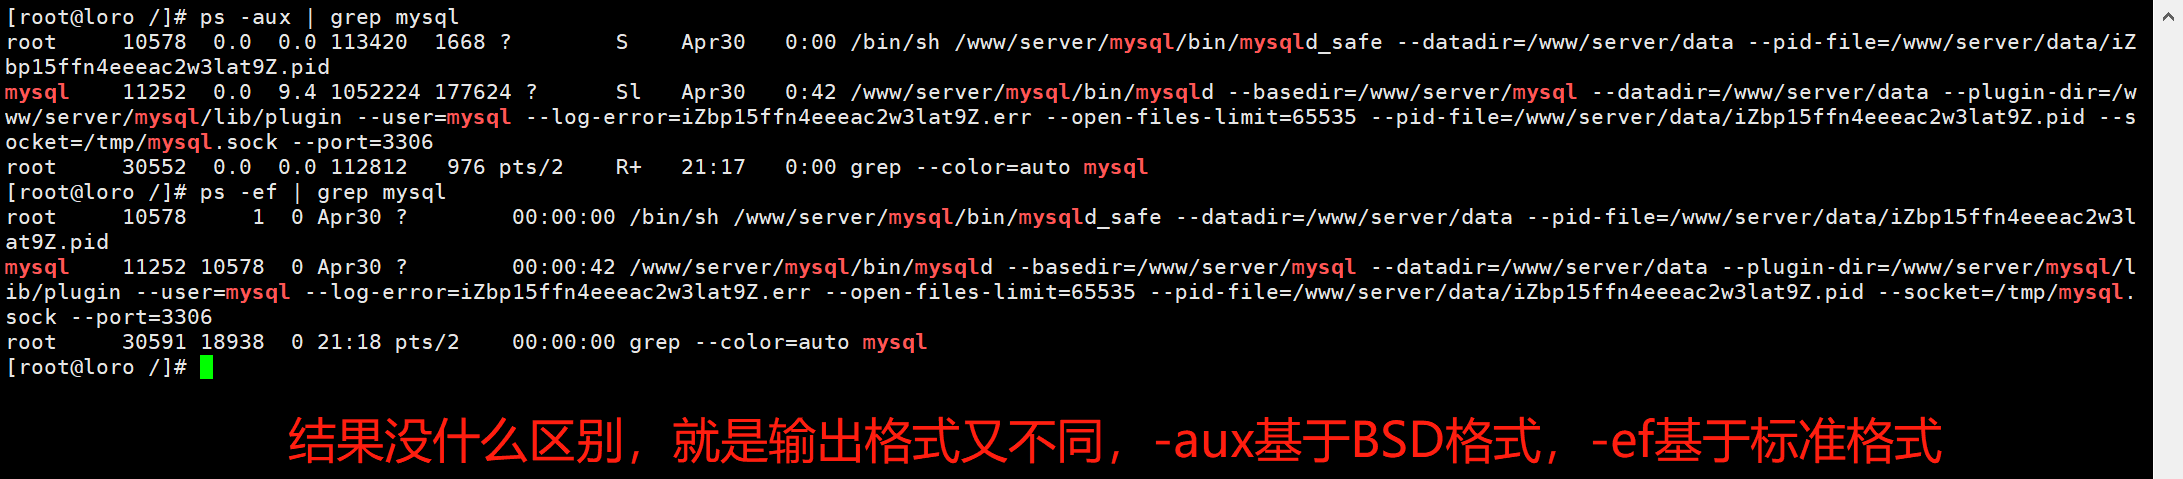 [root@loro /]# ps -aux | grep mysql
root     10578  0.0  0.0 113420  1668 ?        S    Apr30   0:00 /bin/sh /www/server/mysql/bin/mysqld_safe --datadir=/www/server/data --pid-file=/www/server/data/iZ
bp15ffn4eeeac2w3lat9Z.pid
mysql    11252  0.0  9.4 1052224 177624 ?      Sl   Apr30   0:42 /www/server/mysql/bin/mysqld --basedir=/www/server/mysql --datadir=/www/server/data --plugin-dir=/w
ww/server/mysql/lib/plugin --user=mysql --log-error=iZbp15ffn4eeeac2w3lat9Z.err --open-files-limit=65535 --pid-file=/www/server/data/iZbp15ffn4eeeac2w3lat9Z.pid --s
ocket=/tmp/mysql.sock --port=3306
root     30552  0.0  0.0 112812   976 pts/2    R+   21:17   0:00 grep --color=auto mysql
[root@loro /]# ps -ef | grep mysql
root     10578     1  0 Apr30 ?        00:00:00 /bin/sh /www/server/mysql/bin/mysqld_safe --datadir=/www/server/data --pid-file=/www/server/data/iZbp15ffn4eeeac2w3l
at9Z.pid
mysql    11252 10578  0 Apr30 ?        00:00:42 /www/server/mysql/bin/mysqld --basedir=/www/server/mysql --datadir=/www/server/data --plugin-dir=/www/server/mysql/l
ib/plugin --user=mysql --log-error=iZbp15ffn4eeeac2w3lat9Z.err --open-files-limit=65535 --pid-file=/www/server/data/iZbp15ffn4eeeac2w3lat9Z.pid --socket=/tmp/mysql.
sock --port=3306
root     30591 18938  0 21:18 pts/2    00:00:00 grep --color=auto mysql
[root@loro /]#
结果没什么区别，就是输出格式又不同，-aux基于BSD格式，-ef基于标准格式